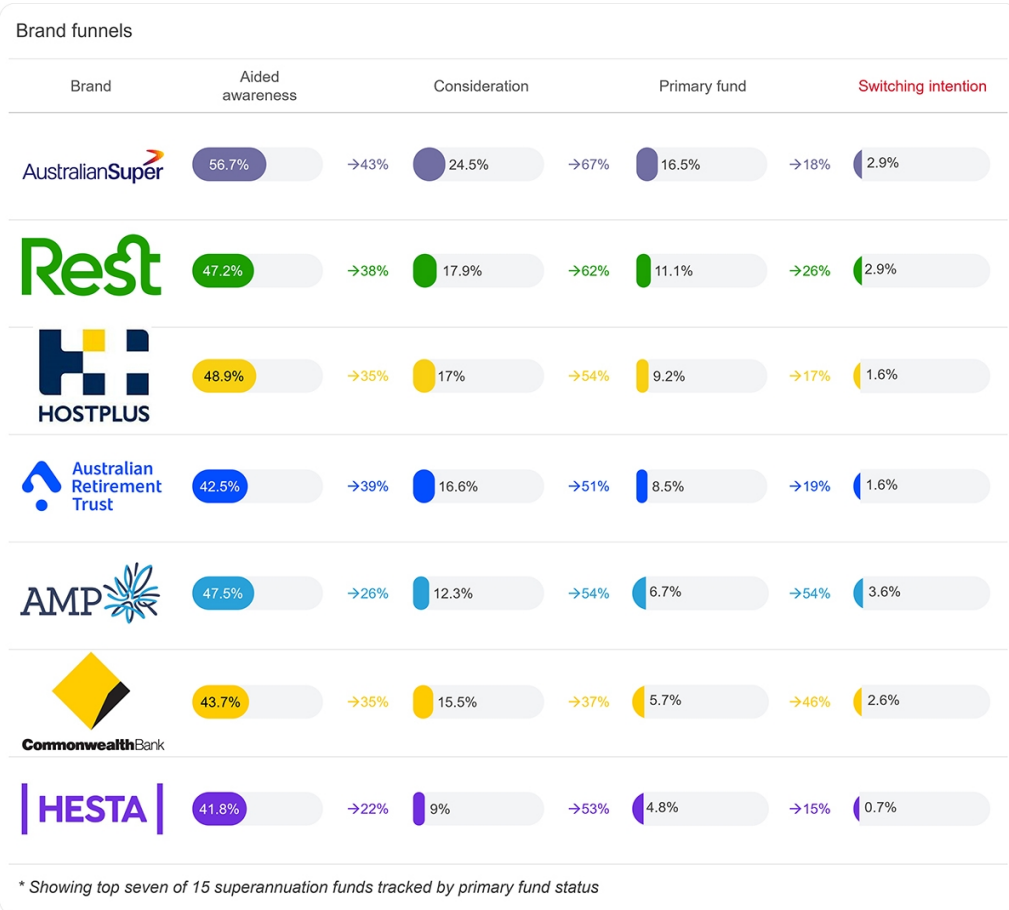 Brand funnels
Brand
Aided
awareness
Consideration
Primary fund
Switching intention
AustralianSuper
56.7%
→43%
24.5%
→67%
16.5%
→18%
2.9%
Rest
47.2%
→38%
17.9%
→62%
11.1%
→26%
2.9%
HOSTPLUS
48.9%
→35%
17%
→54%
9.2%
→17%
1.6%
Australian
Retirement
Trust
42.5%
→39%
16.6%
→51%
8.5%
→19%
1.6%
AMP
47.5%
→26%
12.3%
→54%
6.7%
→54%
3.6%
CommonwealthBank
43.7%
→35%
15.5%
→37%
5.7%
→46%
2.6%
HESTA
41.8%
→22%
9%
→53%
4.8%
→15%
0.7%
* Showing top seven of 15 superannuation funds tracked by primary fund status